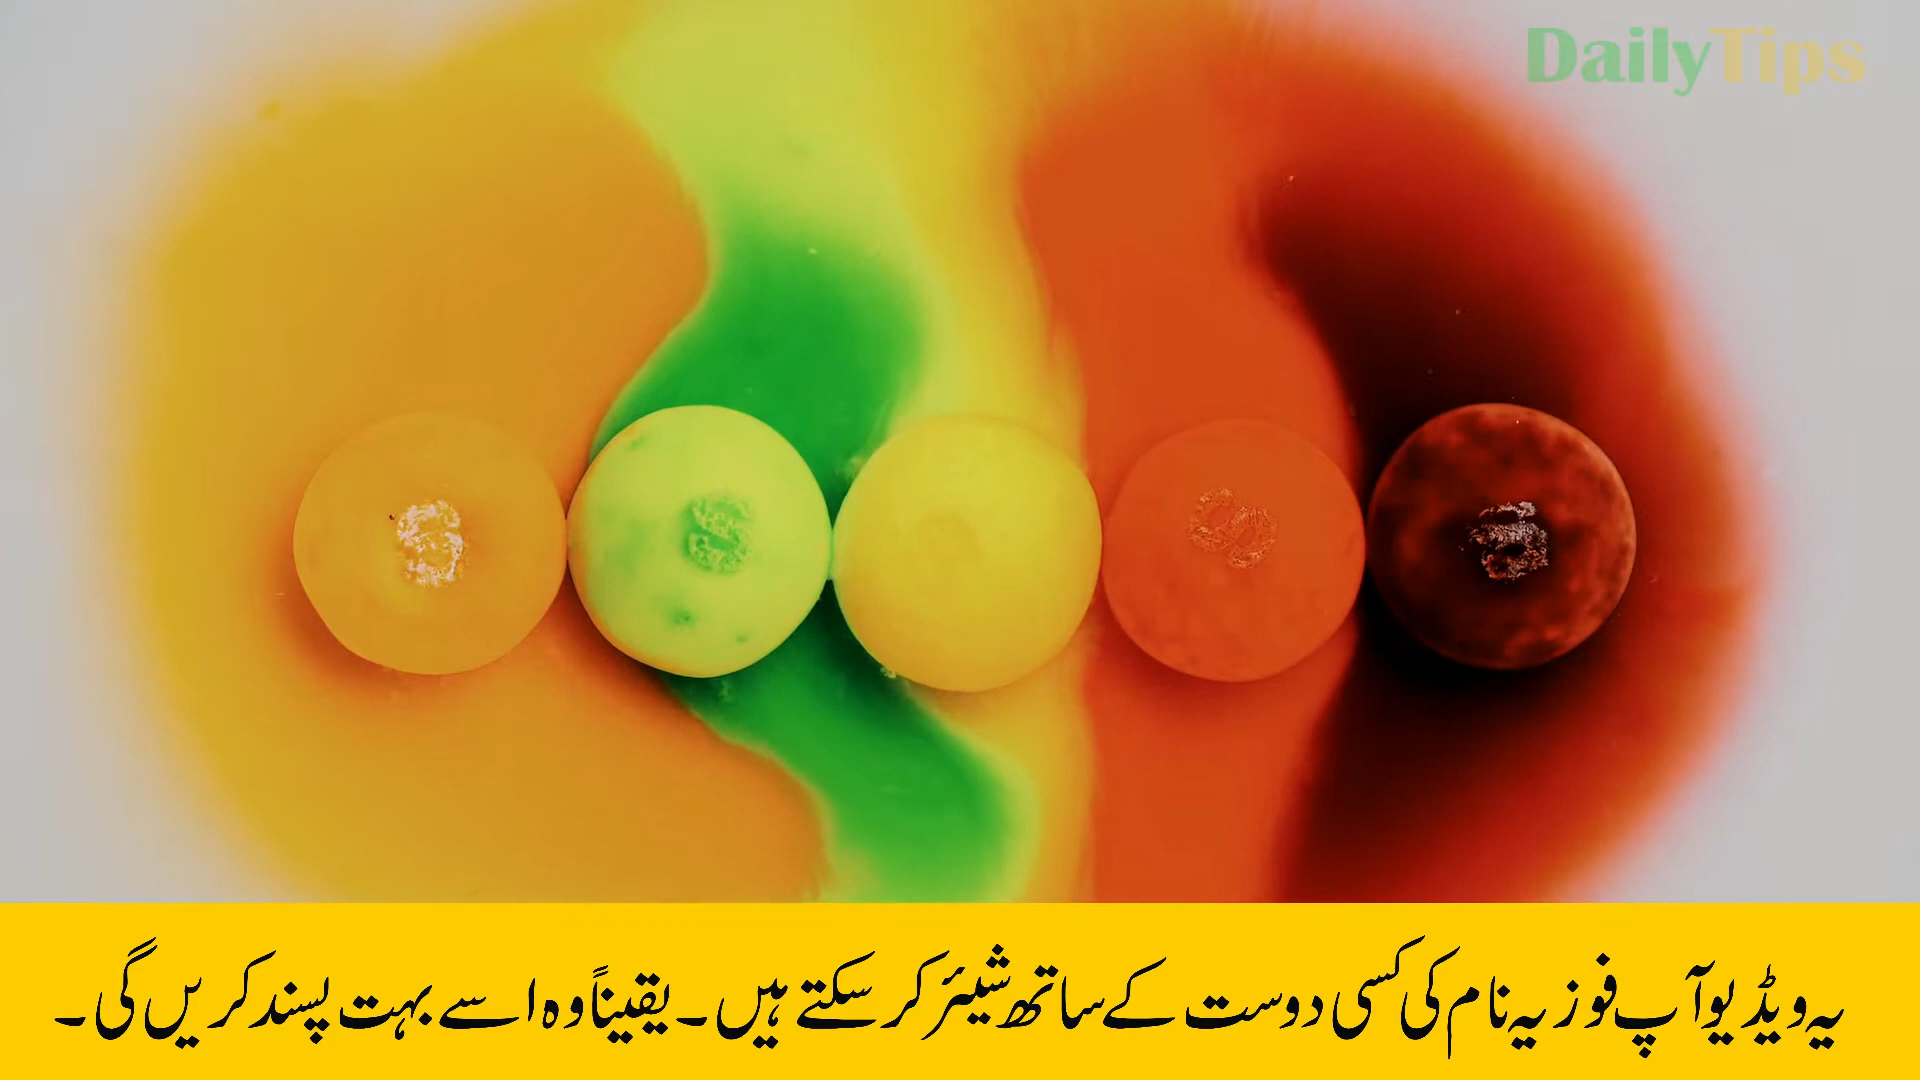 DailyTips
یہ ویڈیو آپ فوزیہ نام کی کسی دوست کے ساتھ شیئر کر سکتے ہیں۔ یقیناً وہ اسے بہت پسند کریں گی۔